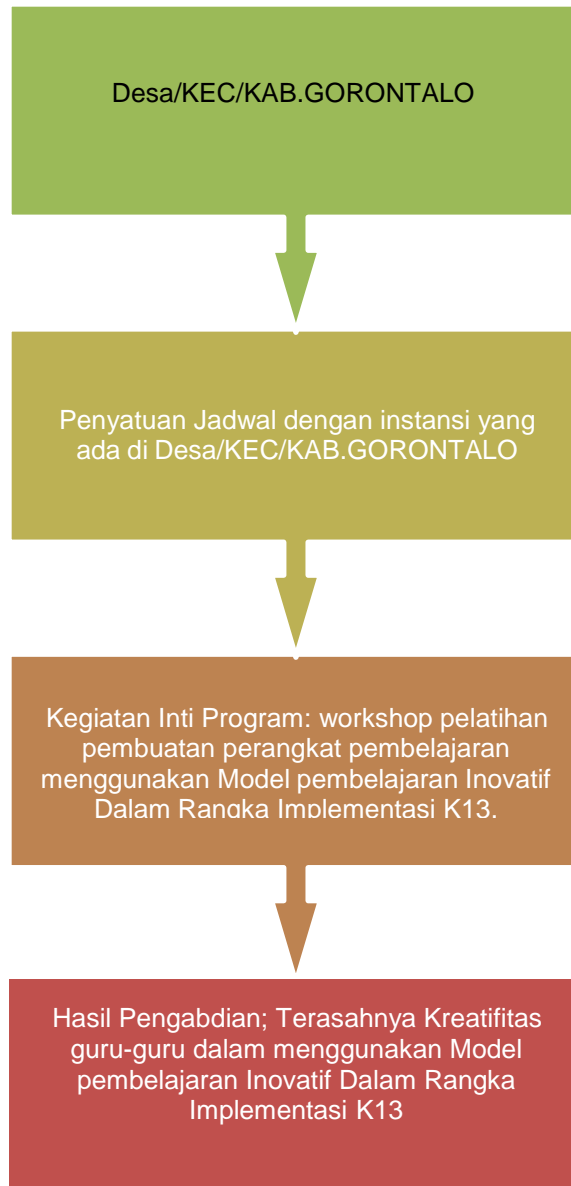 Desa/KEC/KAB.GORONTALO
Penyatuan Jadwal dengan instansi yang
ada di Desa/KEC/KAB.GORONTALO
Kegiatan Inti Program: workshop pelatihan
pembuatan perangkat pembelajaran
menggunakan Model pembelajaran Inovatif
Dalam Rangka Implementasi K13.
Hasil Pengabdian; Terasahnya Kreatifitas
guru-guru dalam menggunakan Model
pembelajaran Inovatif Dalam Rangka
Implementasi K13